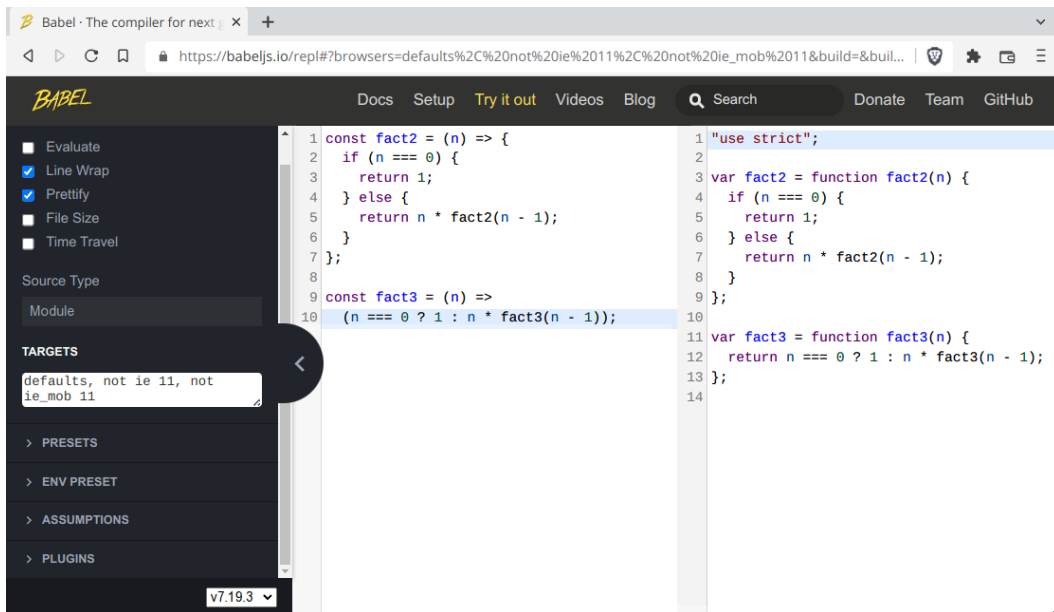 Babel · The compiler for next g
https://babeljs.io/repl#?browsers=defaults%2C%20not%20ie%2011%2C%20not%20ie_mob%2011&build=&buil...
BABEL
Docs Setup Try it out Videos Blog Search Donate Team GitHub
Evaluate
Line Wrap
Prettify
File Size
Time Travel
Source Type
Module
TARGETS
defaults, not ie 11, not
ie_mob 11
PRESETS
ENV PRESET
ASSUMPTIONS
PLUGINS
v7.19.3
1 const fact2 = (n) => {
2   if (n === 0) {
3     return 1;
4   } else {
5     return n * fact2(n - 1);
6   }
7 };
8
9 const fact3 = (n) =>
10   (n === 0 ? 1 : n * fact3(n - 1));
1 "use strict";
2
3 var fact2 = function fact2(n) {
4   if (n === 0) {
5     return 1;
6   } else {
7     return n * fact2(n - 1);
8   }
9 };
10
11 var fact3 = function fact3(n) {
12   return n === 0 ? 1 : n * fact3(n - 1);
13 };
14